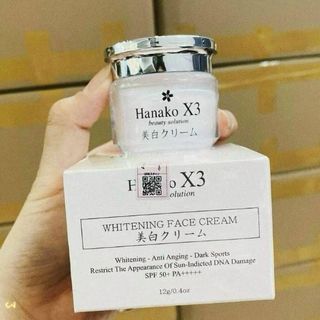 Hanako X3
beauty solution
美白クリーム
X3
WHITENING FACE CREAM
美白クリーム
Whitening - Anti Anging - Dark Sports
Restrict The Appearance Of Sun-Indicted DNA Damage
SPF 50+ PA+++++
12g/0.4oz